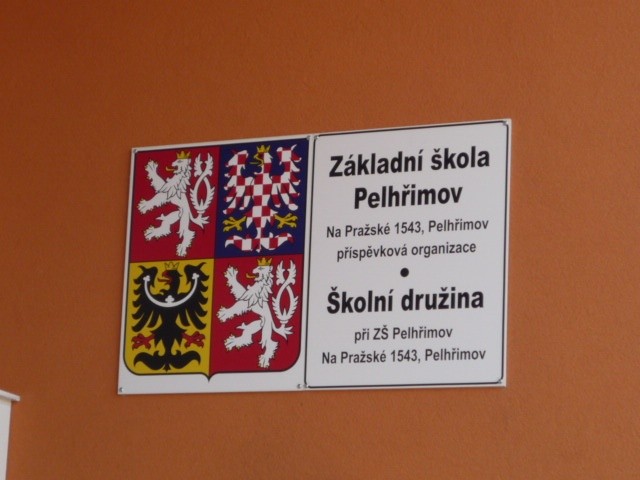 Základní škola
Pelhřimov
Na Pražské 1543, Pelhřimov
příspěvková organizace
•
Školní družina
při ZŠ Pelhřimov
Na Pražské 1543, Pelhřimov